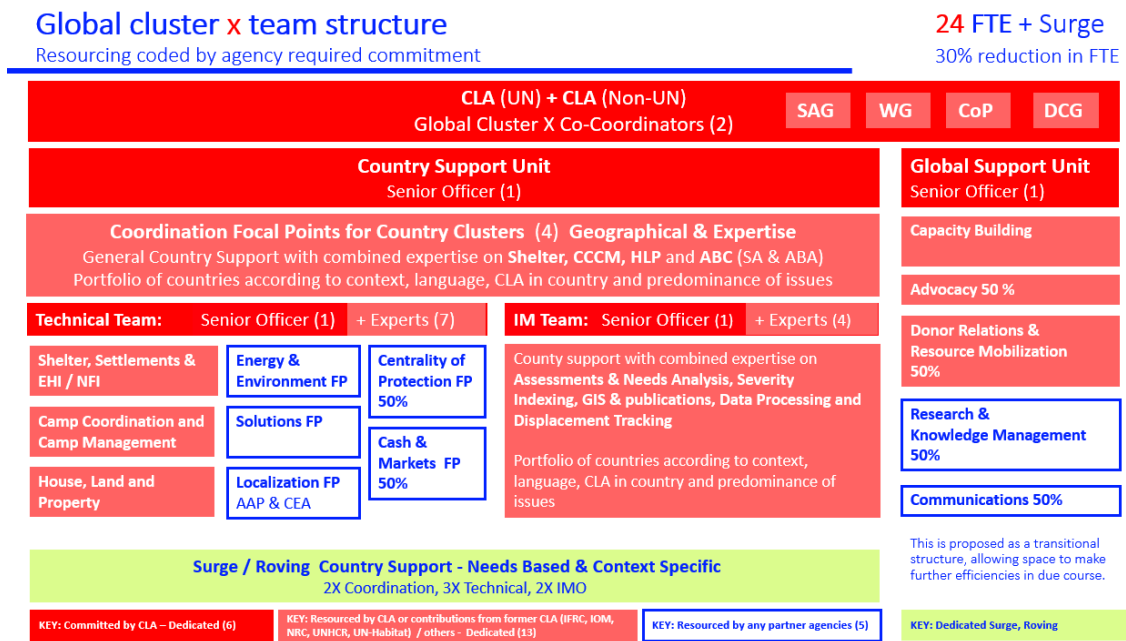 Global cluster x team structure
Resourcing coded by agency required commitment
24 FTE + Surge
30% reduction in FTE
CLA (UN) + CLA (Non-UN)
Global Cluster X Co-Coordinators (2)
SAG
WG
CoP
DCG
Country Support Unit
Senior Officer (1)
Global Support Unit
Senior Officer (1)
Coordination Focal Points for Country Clusters (4) Geographical & Expertise
General Country Support with combined expertise on Shelter, CCCM, HLP and ABC (SA & ABA)
Portfolio of countries according to context, language, CLA in country and predominance of issues
Technical Team: Senior Officer (1) + Experts (7)
Shelter, Settlements &
EHI / NFI
Camp Coordination and
Camp Management
House, Land and
Property
Energy &
Environment FP
Solutions FP
Localization FP
AAP & CEA
Centrality of
Protection FP
50%
Cash &
Markets FP
50%
IM Team: Senior Officer (1) + Experts (4)
County support with combined expertise on
Assessments & Needs Analysis, Severity
Indexing, GIS & publications, Data Processing and
Displacement Tracking
Portfolio of countries according to context,
language, CLA in country and predominance of
issues
Capacity Building
Advocacy 50 %
Donor Relations &
Resource Mobilization
50%
Research &
Knowledge Management
50%
Communications 50%
This is proposed as a transitional
structure, allowing space to make
further efficiencies in due course.
Surge / Roving Country Support - Needs Based & Context Specific
2X Coordination, 3X Technical, 2X IMO
KEY: Committed by CLA – Dedicated (6)
KEY: Resourced by CLA or contributions from former CLA (IFRC, IOM,
NRC, UNHCR, UN-Habitat) / others - Dedicated (13)
KEY: Resourced by any partner agencies (5)
KEY: Dedicated Surge, Roving